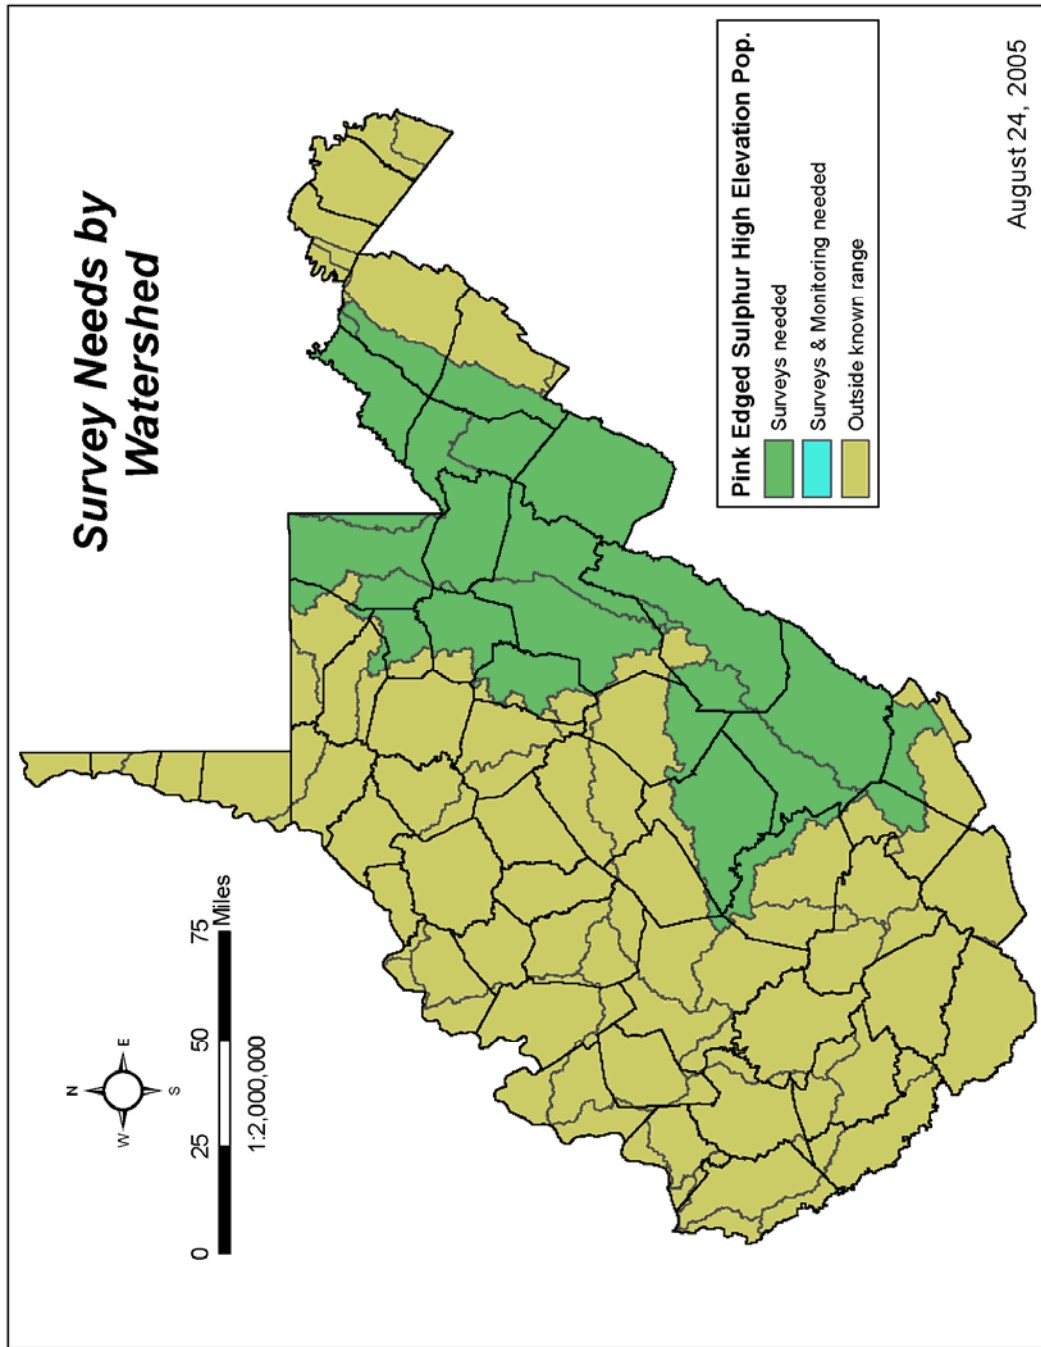 Survey Needs by
Watershed
N
W
E
S
0
25
50
75
Miles
1:2,000,000
Pink Edged Sulphur High Elevation Pop.
Surveys needed
Surveys & Monitoring needed
Outside known range
August 24, 2005